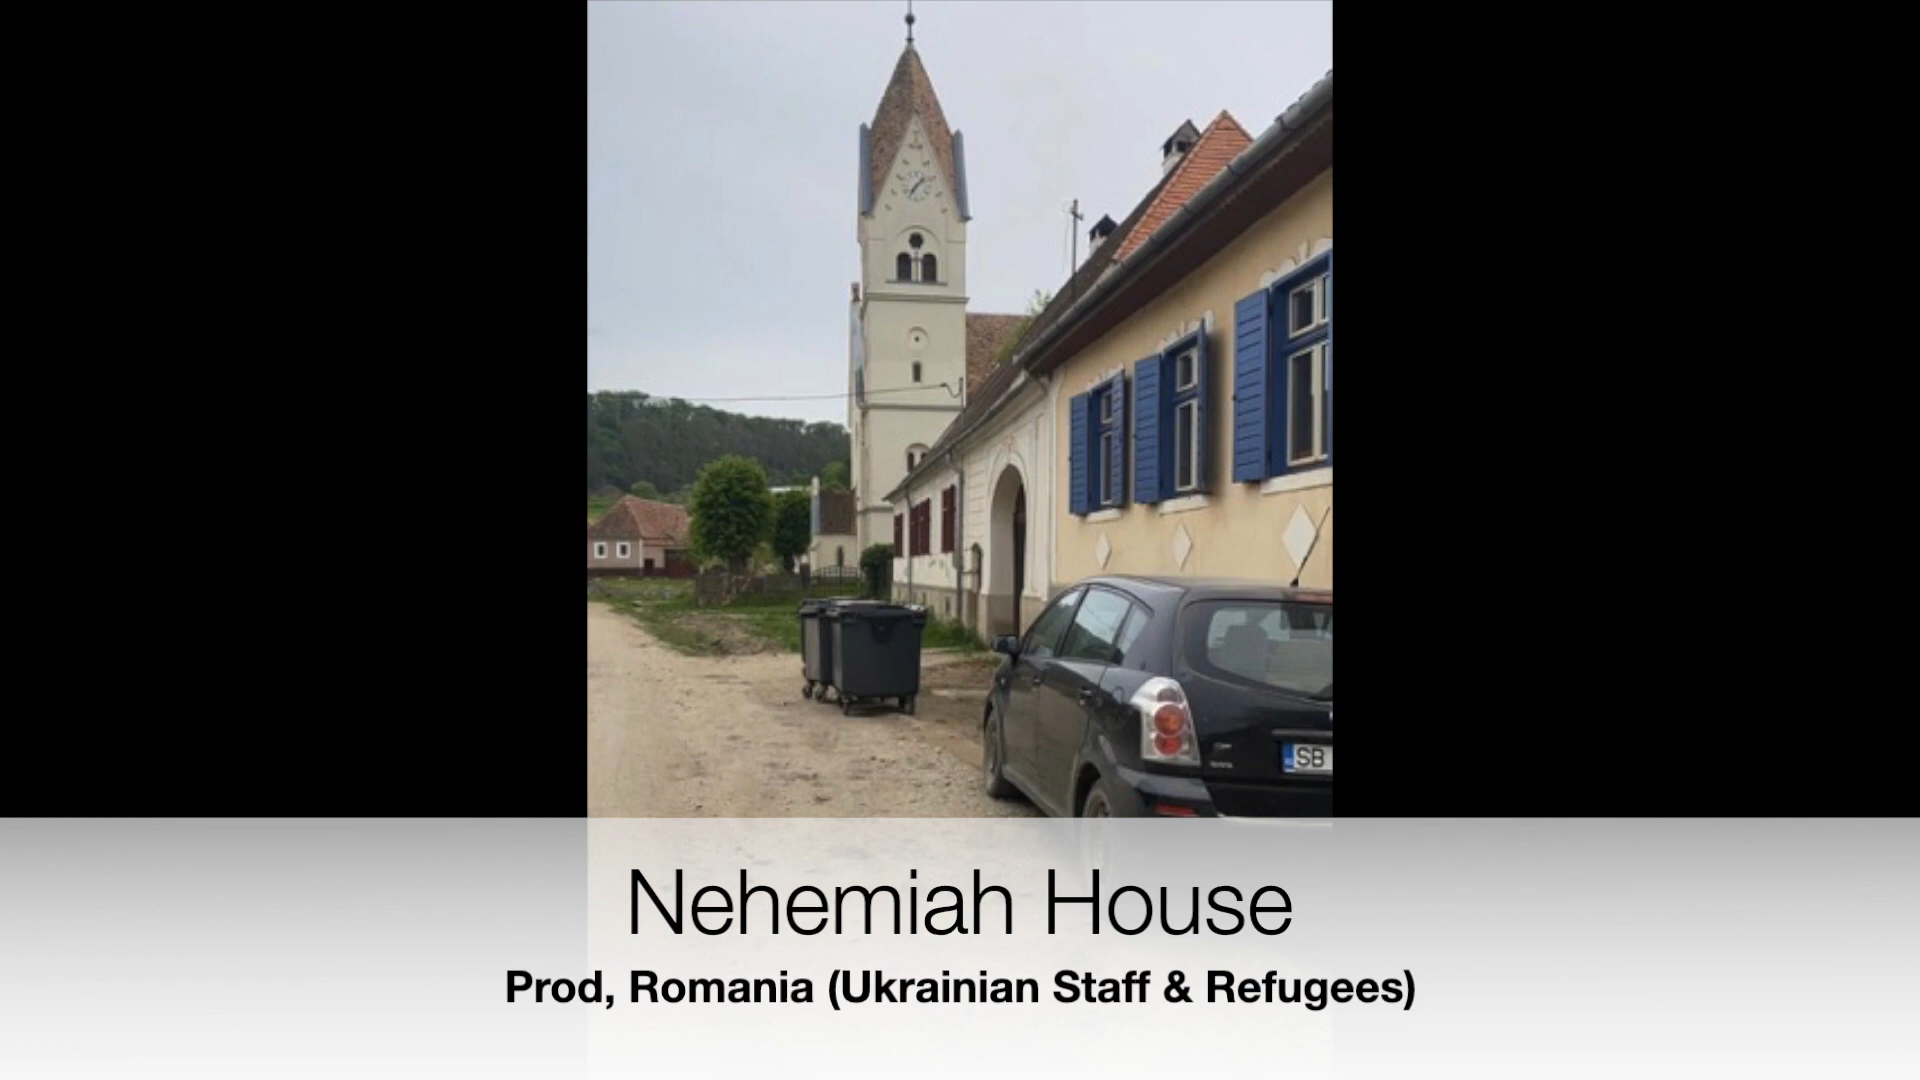 SB
Nehemiah House
Prod, Romania (Ukrainian Staff & Refugees)